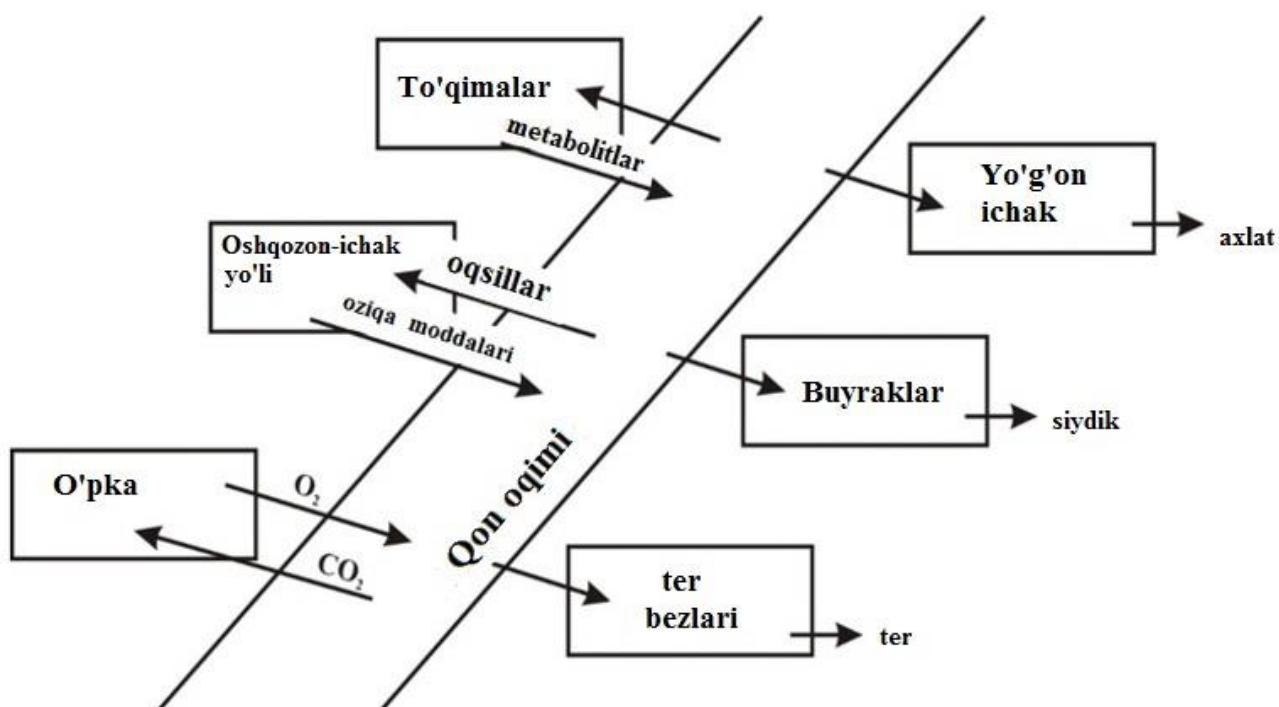 To'qimalar
metabolitlar
Yo'g'on
ichak
axlat
Oshqozon-ichak
yo'li
oqsillar
oziqa moddalari
Buyraklar
siydik
O'pka
O₂
CO₂
Qon oqimi
ter
bezlari
ter